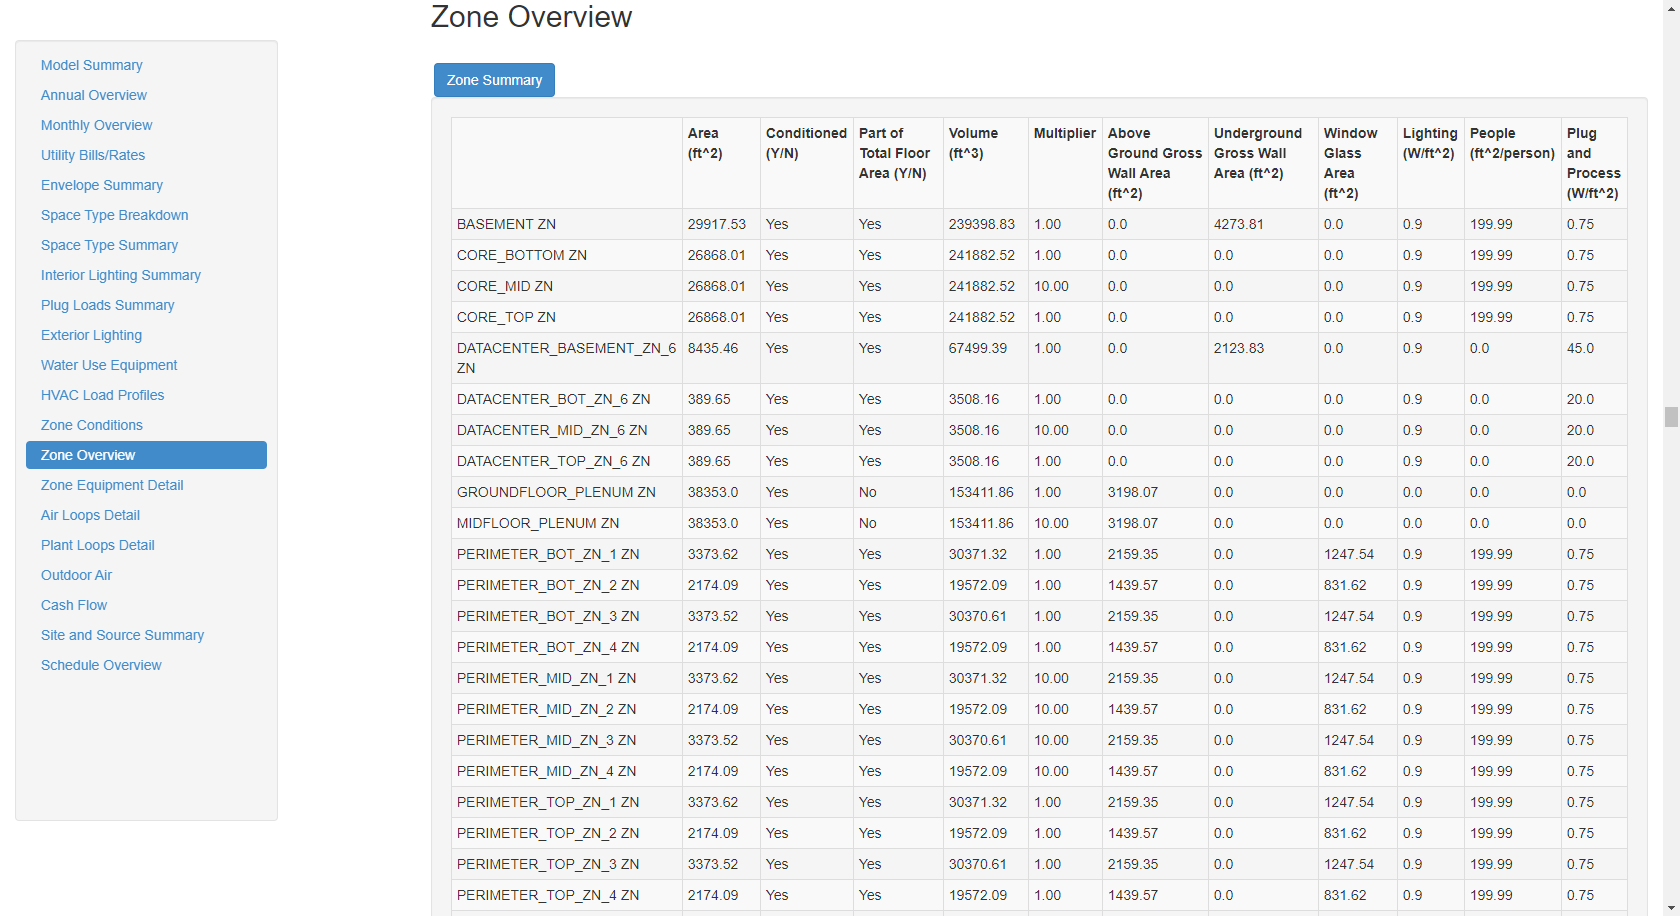 Zone Overview
Model Summary
Annual Overview
Monthly Overview
Utility Bills/Rates
Envelope Summary
Space Type Breakdown
Space Type Summary
Interior Lighting Summary
Plug Loads Summary
Exterior Lighting
Water Use Equipment
HVAC Load Profiles
Zone Conditions
Zone Overview
Zone Equipment Detail
Air Loops Detail
Plant Loops Detail
Outdoor Air
Cash Flow
Site and Source Summary
Schedule Overview
Zone Summary
Area (ft^2) Conditioned (Y/N) Part of Total Floor Area (Y/N) Volume (ft^3) Multiplier Above Ground Gross Wall Area (ft^2) Underground Gross Wall Area (ft^2) Window Glass Area (ft^2) Lighting (W/ft^2) People (ft^2/person) Plug and Process (W/ft^2)
BASEMENT ZN 29917.53 Yes Yes 239398.83 1.00 0.0 4273.81 0.0 0.9 199.99 0.75
CORE_BOTTOM ZN 26868.01 Yes Yes 241882.52 1.00 0.0 0.0 0.0 0.9 199.99 0.75
CORE_MID ZN 26868.01 Yes Yes 241882.52 10.00 0.0 0.0 0.0 0.9 199.99 0.75
CORE_TOP ZN 26868.01 Yes Yes 241882.52 1.00 0.0 0.0 0.0 0.9 199.99 0.75
DATACENTER_BASEMENT_ZN_6 ZN 8435.46 Yes Yes 67499.39 1.00 0.0 2123.83 0.0 0.9 0.0 45.0
DATACENTER_BOT_ZN_6 ZN 389.65 Yes Yes 3508.16 1.00 0.0 0.0 0.0 0.9 0.0 20.0
DATACENTER_MID_ZN_6 ZN 389.65 Yes Yes 3508.16 10.00 0.0 0.0 0.0 0.9 0.0 20.0
DATACENTER_TOP_ZN_6 ZN 389.65 Yes Yes 3508.16 1.00 0.0 0.0 0.0 0.9 0.0 20.0
GROUNDFLOOR_PLENUM ZN 38353.0 Yes No 153411.86 1.00 3198.07 0.0 0.0 0.0 0.0 0.0
MIDFLOOR_PLENUM ZN 38353.0 Yes No 153411.86 10.00 3198.07 0.0 0.0 0.0 0.0 0.0
PERIMETER_BOT_ZN_1 ZN 3373.62 Yes Yes 30371.32 1.00 2159.35 0.0 1247.54 0.9 199.99 0.75
PERIMETER_BOT_ZN_2 ZN 2174.09 Yes Yes 19572.09 1.00 1439.57 0.0 831.62 0.9 199.99 0.75
PERIMETER_BOT_ZN_3 ZN 3373.52 Yes Yes 30370.61 1.00 2159.35 0.0 1247.54 0.9 199.99 0.75
PERIMETER_BOT_ZN_4 ZN 2174.09 Yes Yes 19572.09 1.00 1439.57 0.0 831.62 0.9 199.99 0.75
PERIMETER_MID_ZN_1 ZN 3373.62 Yes Yes 30371.32 10.00 2159.35 0.0 1247.54 0.9 199.99 0.75
PERIMETER_MID_ZN_2 ZN 2174.09 Yes Yes 19572.09 10.00 1439.57 0.0 831.62 0.9 199.99 0.75
PERIMETER_MID_ZN_3 ZN 3373.52 Yes Yes 30370.61 10.00 2159.35 0.0 1247.54 0.9 199.99 0.75
PERIMETER_MID_ZN_4 ZN 2174.09 Yes Yes 19572.09 10.00 1439.57 0.0 831.62 0.9 199.99 0.75
PERIMETER_TOP_ZN_1 ZN 3373.62 Yes Yes 30371.32 1.00 2159.35 0.0 1247.54 0.9 199.99 0.75
PERIMETER_TOP_ZN_2 ZN 2174.09 Yes Yes 19572.09 1.00 1439.57 0.0 831.62 0.9 199.99 0.75
PERIMETER_TOP_ZN_3 ZN 3373.52 Yes Yes 30370.61 1.00 2159.35 0.0 1247.54 0.9 199.99 0.75
PERIMETER_TOP_ZN_4 ZN 2174.09 Yes Yes 19572.09 1.00 1439.57 0.0 831.62 0.9 199.99 0.75